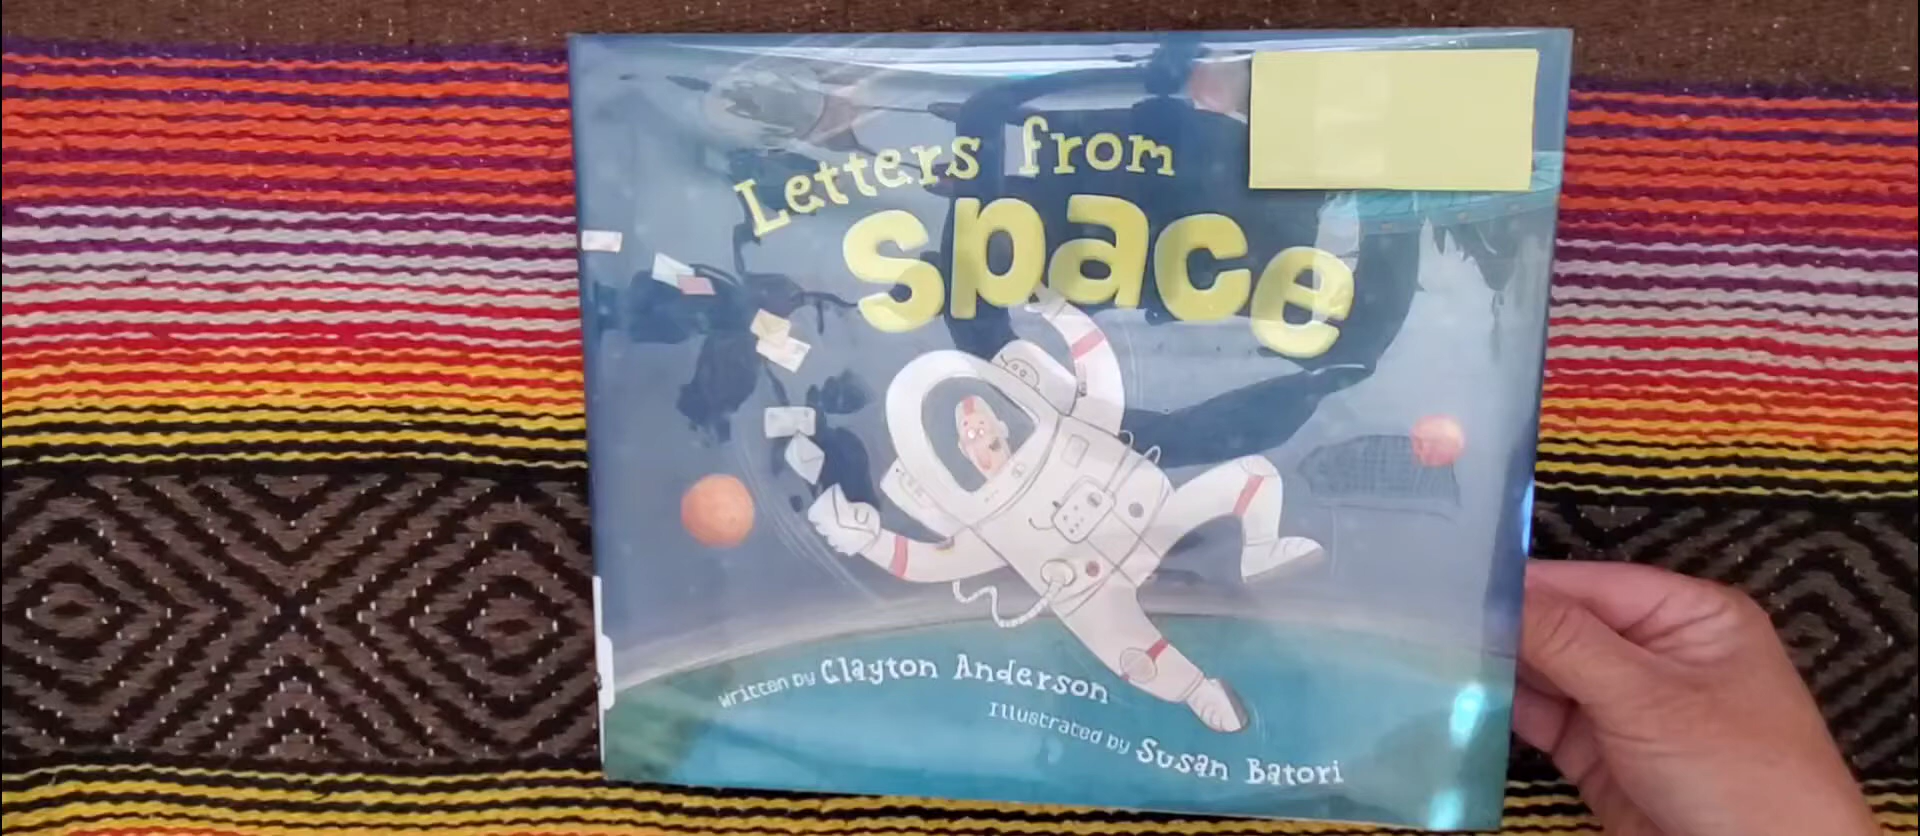 Letters from
space
Written by Clayton Anderson
Illustrated by Susan Batori